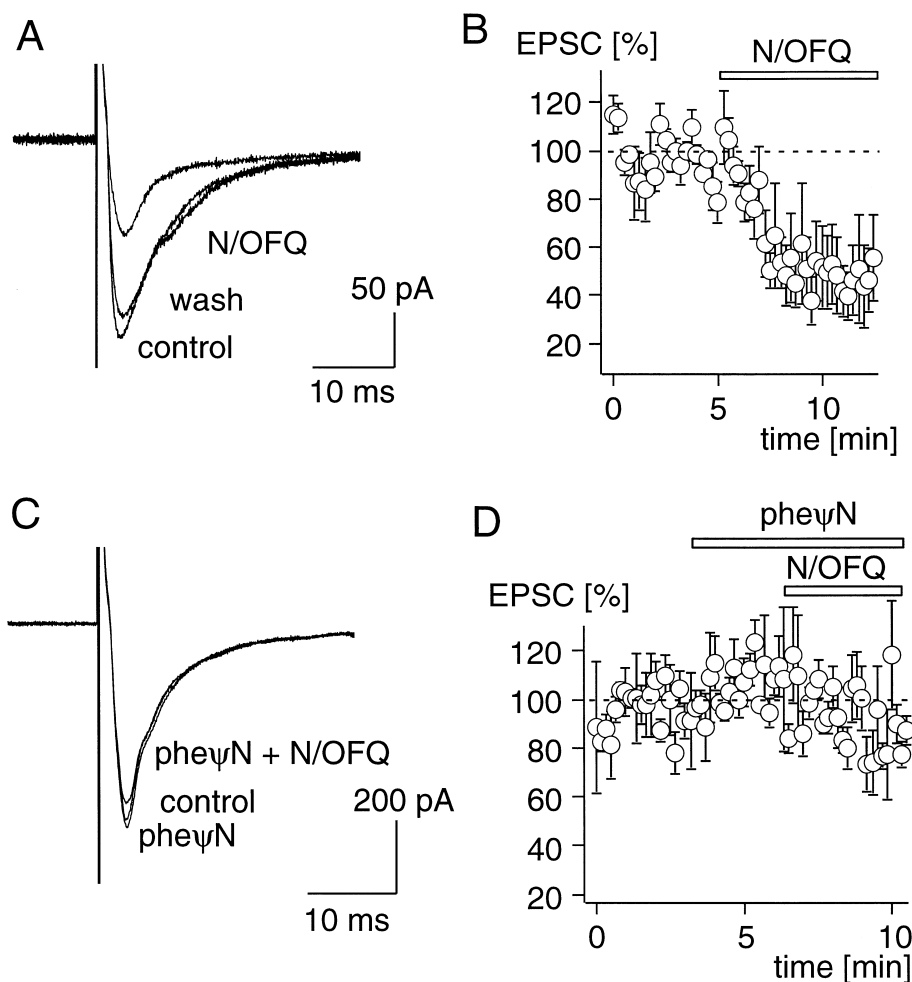 A
N/OFQ
wash
control
50 pA
10 ms
B
EPSC [%]
N/OFQ
120
100
80
60
40
20
0 5 10
time [min]
C
pheψN + N/OFQ
control
pheψN
200 pA
10 ms
D
pheψN
N/OFQ
EPSC [%]
120
100
80
60
40
20
0 5 10
time [min]